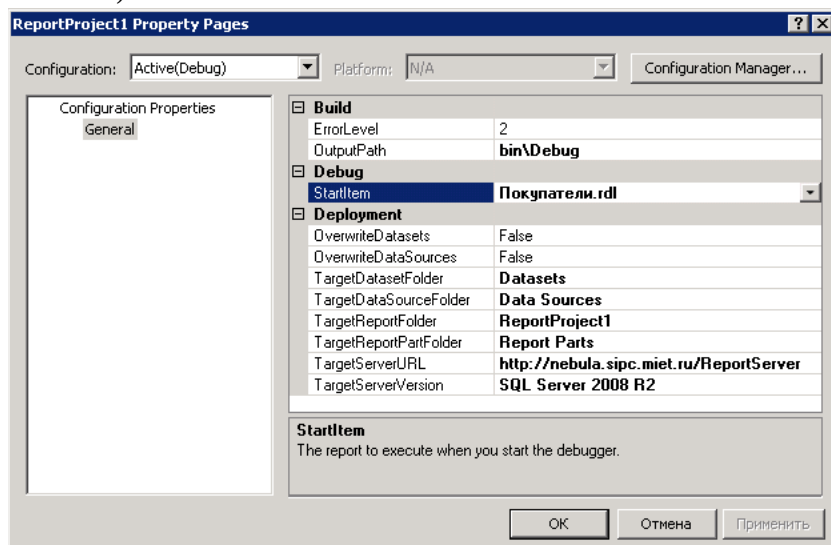 ReportProject1 Property Pages
Configuration: Active(Debug) Platform: N/A Configuration Manager...
Configuration Properties
General
Build
ErrorLevel 2
OutputPath bin\Debug
Debug
StartItem Покупатели.rdl
Deployment
OverwriteDatasets False
OverwriteDataSources False
TargetDatasetFolder Datasets
TargetDataSourceFolder Data Sources
TargetReportFolder ReportProject1
TargetReportPartFolder Report Parts
TargetServerURL http://nebula.sipc.miet.ru/ReportServer
TargetServerVersion SQL Server 2008 R2
StartItem
The report to execute when you start the debugger.
OK Отмена Применить